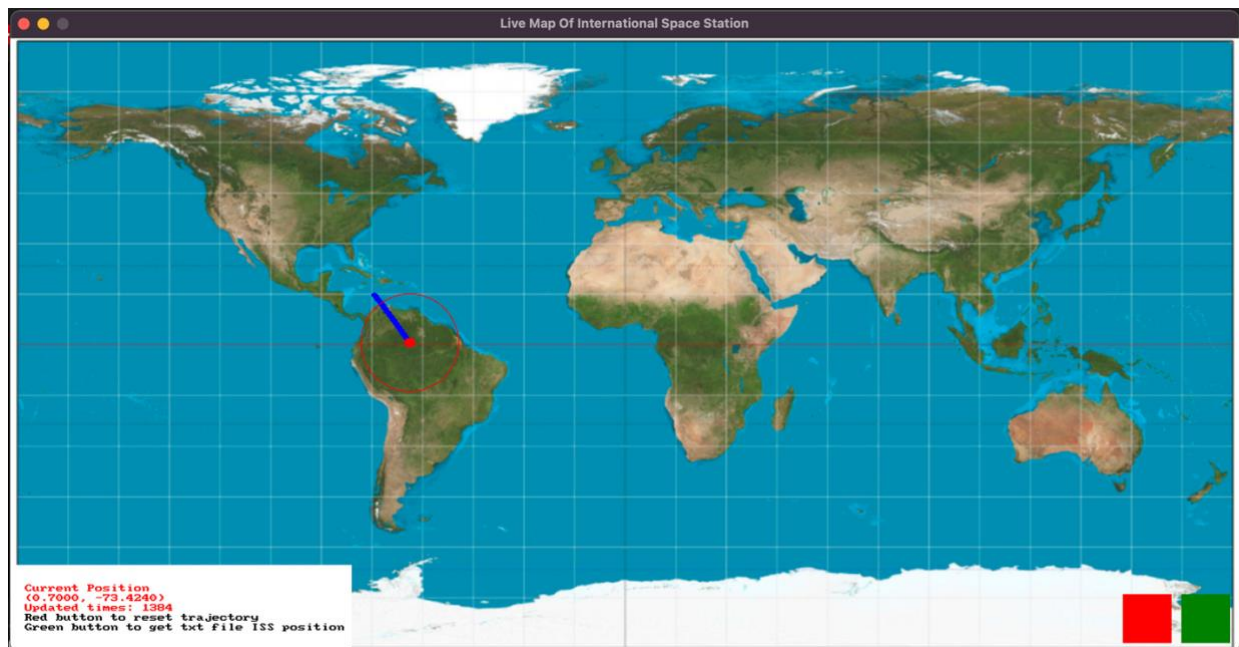 Live Map Of International Space Station
Current Position
(0.7000, -73.4240)
Updated times: 1384
Red button to reset trajectory
Green button to get txt file ISS position